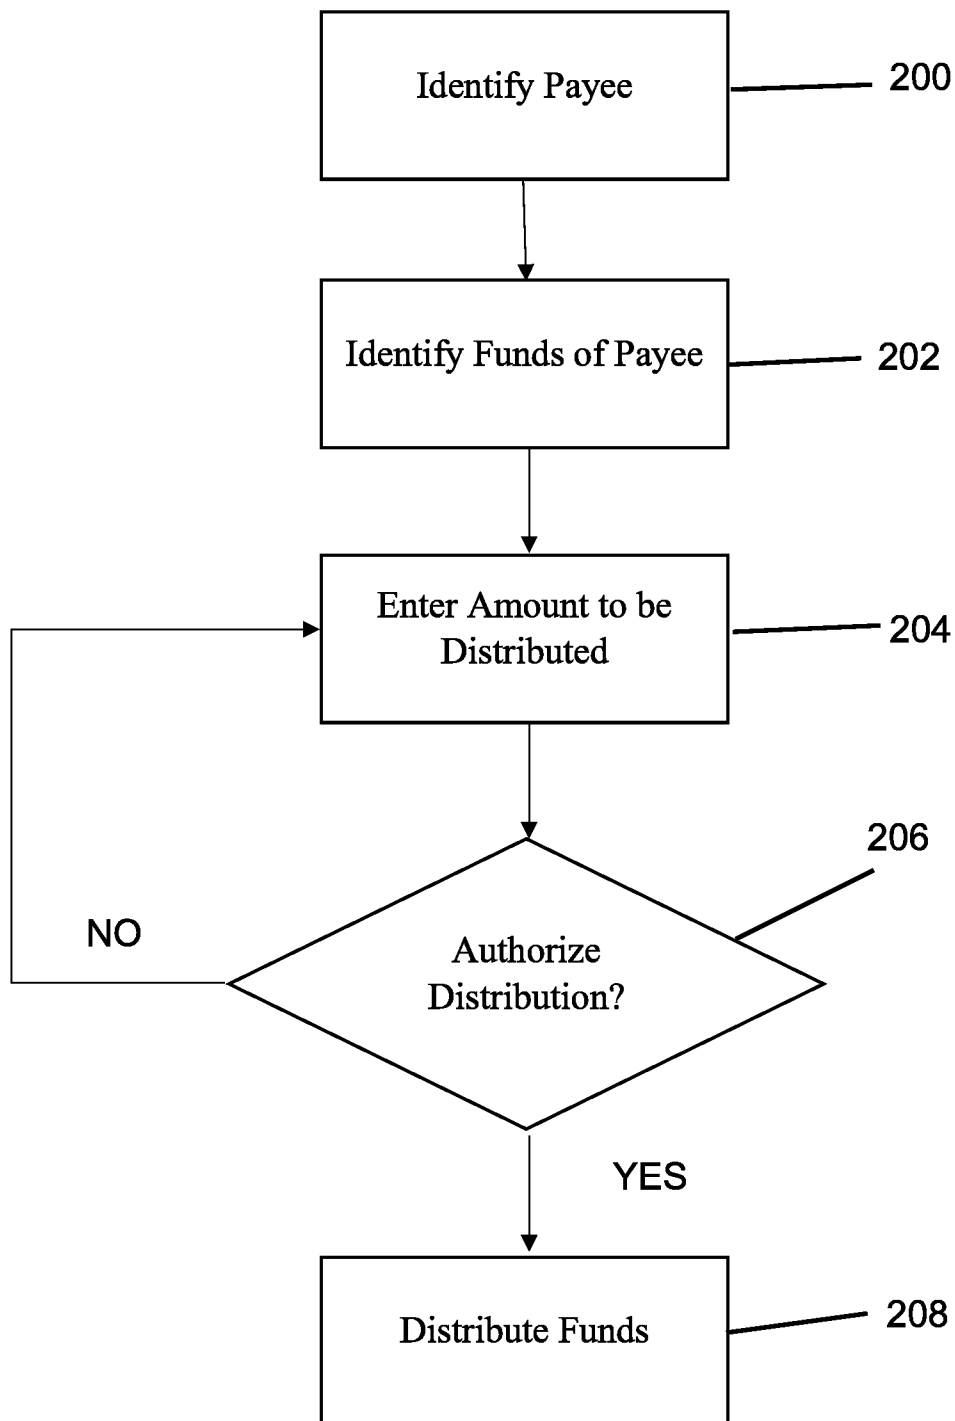 Identify Payee
200
Identify Funds of Payee
202
Enter Amount to be
Distributed
204
206
NO
Authorize
Distribution?
YES
Distribute Funds
208